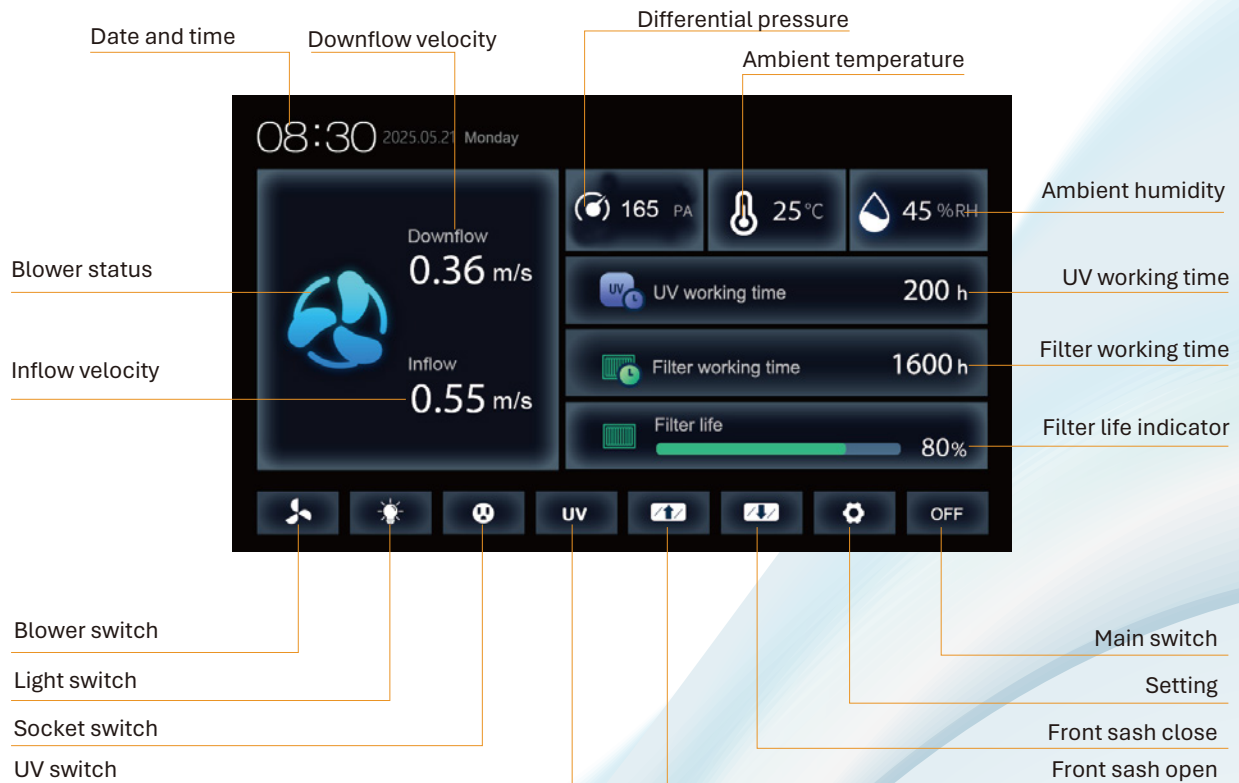 Differential pressure
Date and time
Downflow velocity
Ambient temperature
08:30 2025.05.21 Monday
165 PA
25°C
45 %RH
Ambient humidity
Downflow
0.36 m/s
Blower status
UV UV working time 200 h
UV working time
Inflow velocity
Inflow
0.55 m/s
Filter working time 1600 h
Filter working time
Filter life
80%
Filter life indicator
UV
OFF
Blower switch
Main switch
Light switch
Setting
Socket switch
Front sash close
UV switch
Front sash open